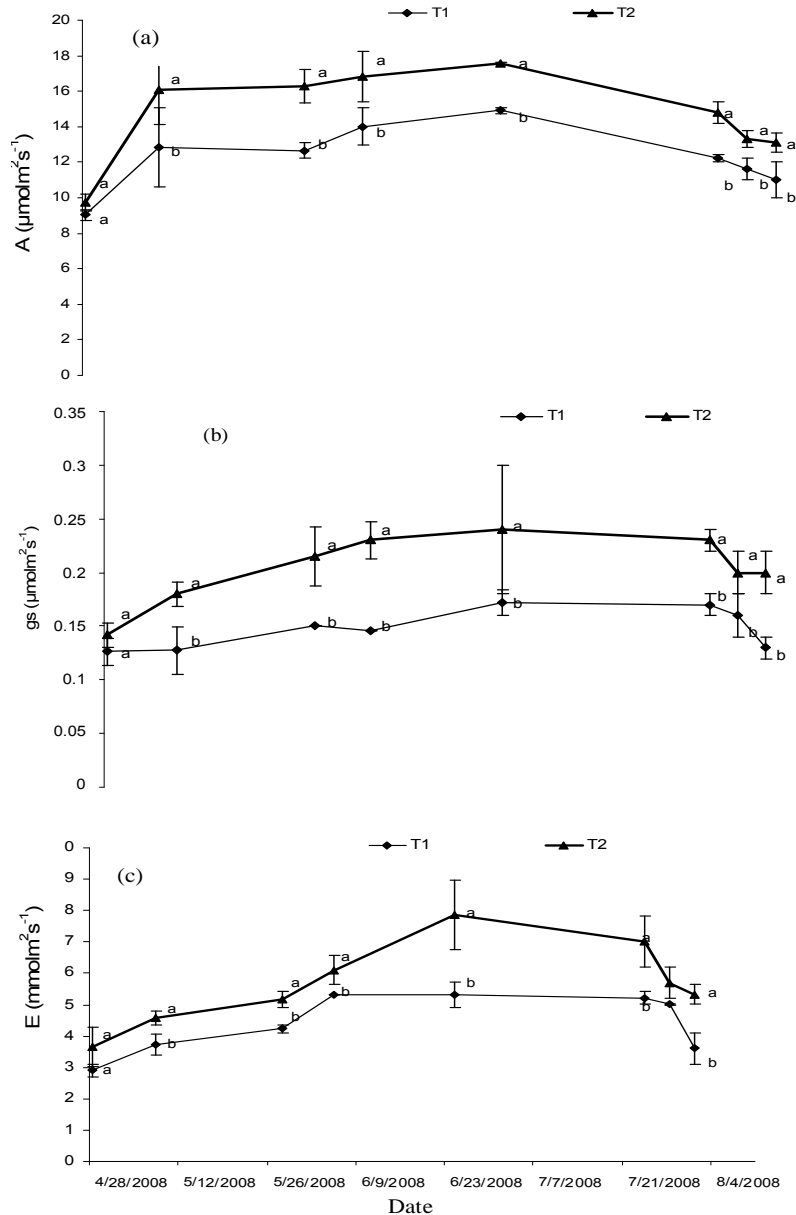 (a)
T1
T2
20
18
16
14
12
10
8
6
4
2
0
A (µmolm²s⁻¹)
a
a
a
b
a
b
a
b
a
b
a
b
a
b
a
b
(b)
T1
T2
0.35
0.3
0.25
0.2
0.15
0.1
0.05
0
gs (µmolm²s⁻¹)
a
a
a
b
a
b
a
b
a
b
a
b
a
b
a
b
(c)
T1
T2
0
9
8
7
6
5
4
3
2
1
0
E (mmolm²s⁻¹)
a
a
a
b
a
b
a
b
a
b
a
b
a
b
4/28/2008 5/12/2008 5/26/2008 6/9/2008 6/23/2008 7/7/2008 7/21/2008 8/4/2008
Date